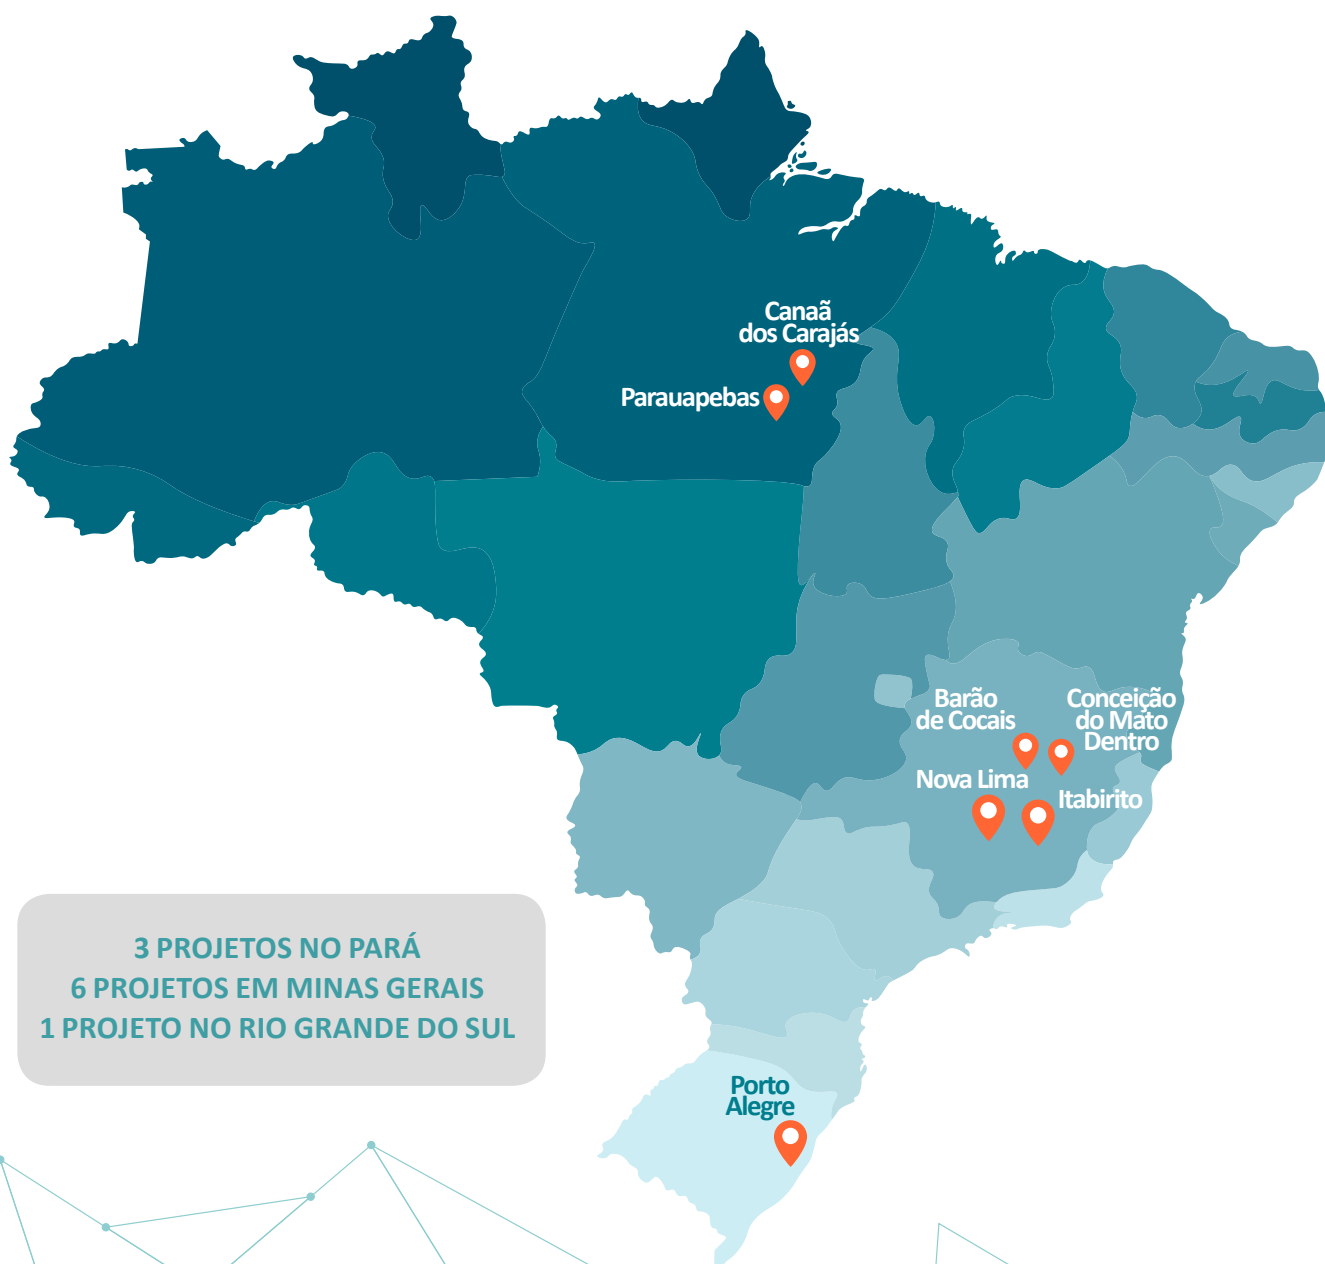 Canaã
dos Carajás
Parauapebas
Barão
de Cocais
Conceição
do Mato
Dentro
Nova Lima
Itabirito
3 PROJETOS NO PARÁ
6 PROJETOS EM MINAS GERAIS
1 PROJETO NO RIO GRANDE DO SUL
Porto
Alegre